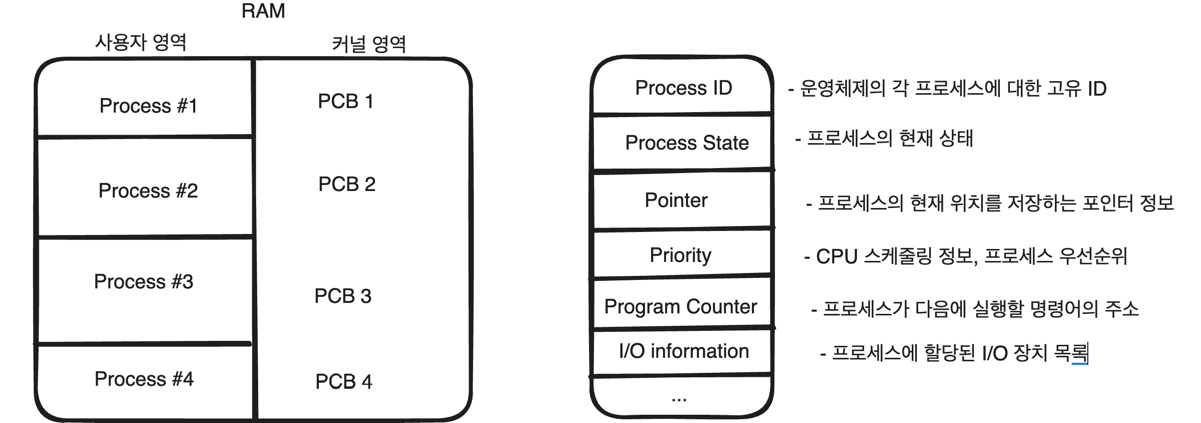 RAM
사용자 영역
커널 영역
Process #1
PCB 1
Process #2
PCB 2
Process #3
PCB 3
Process #4
PCB 4
Process ID
- 운영체제의 각 프로세스에 대한 고유 ID
Process State
- 프로세스의 현재 상태
Pointer
- 프로세스의 현재 위치를 저장하는 포인터 정보
Priority
- CPU 스케줄링 정보, 프로세스 우선순위
Program Counter
- 프로세스가 다음에 실행할 명령어의 주소
I/O information
- 프로세스에 할당된 I/O 장치 목록
...